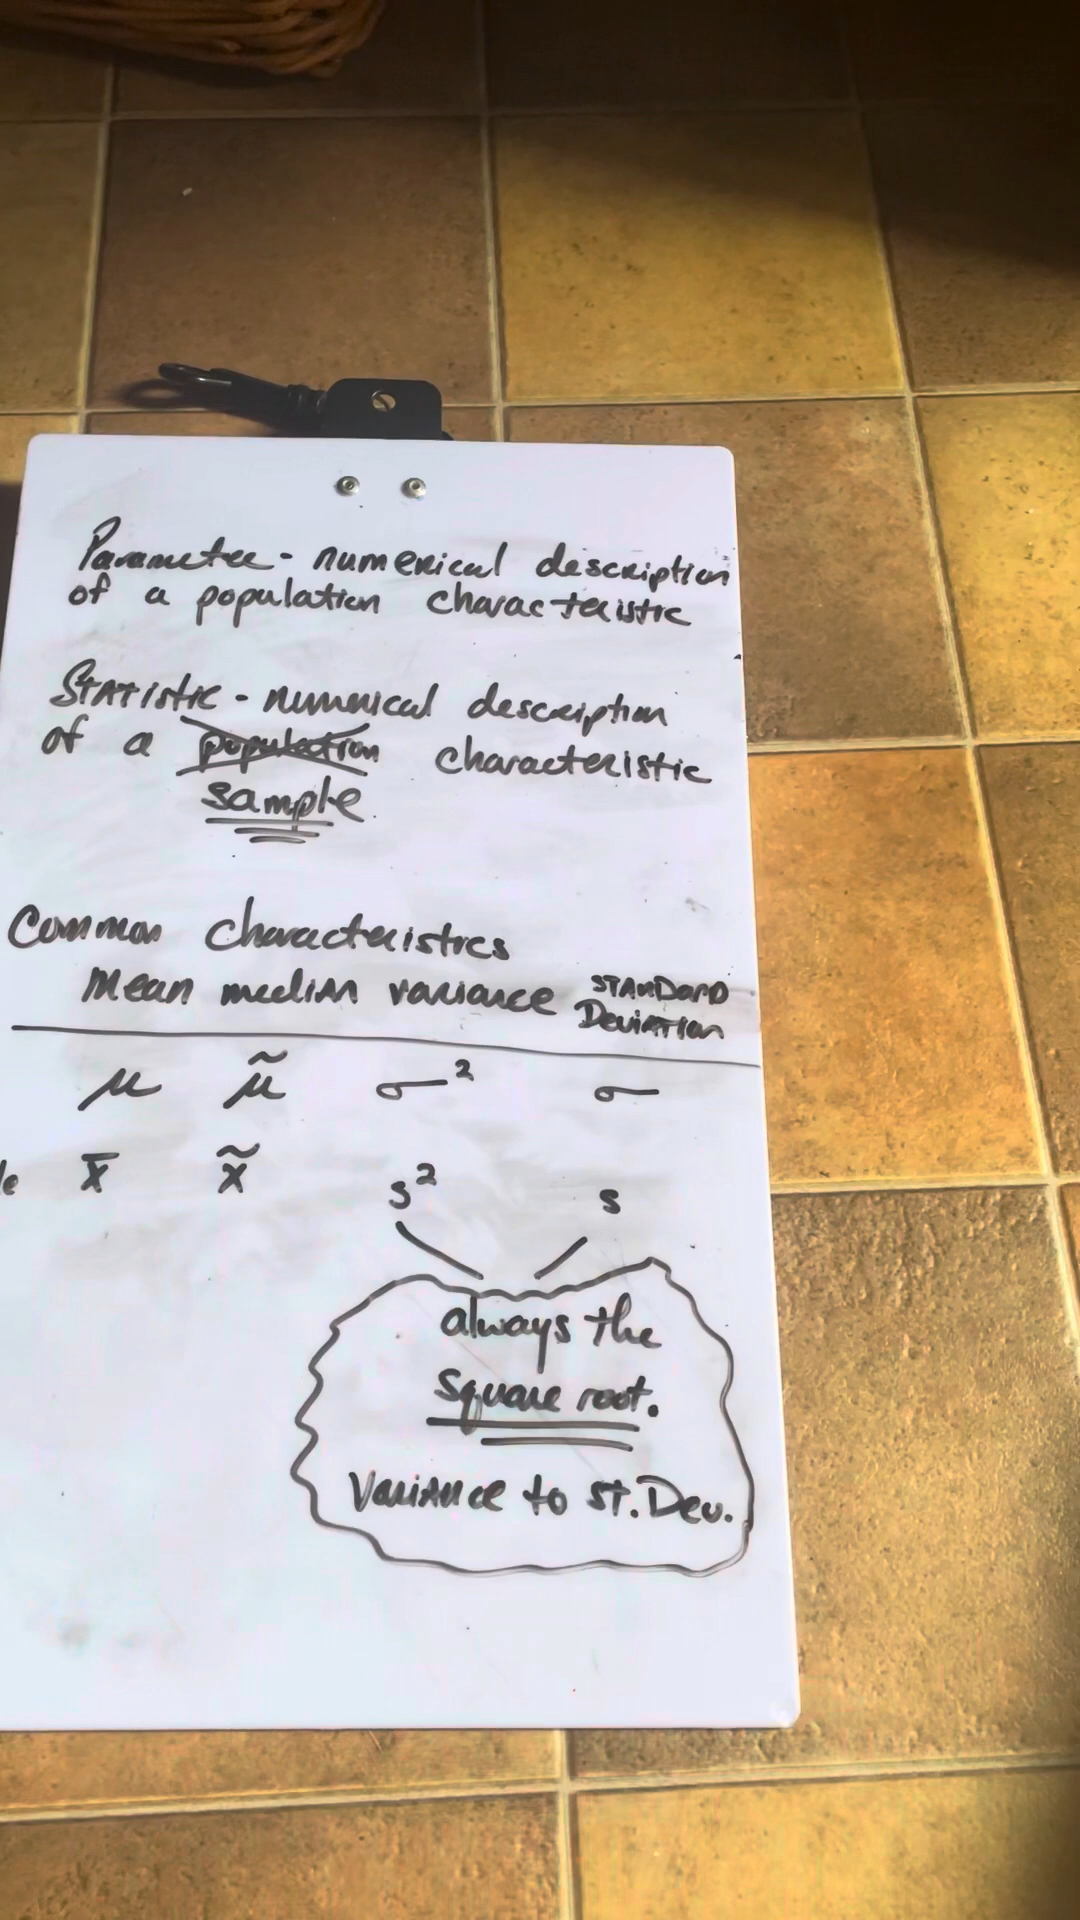 Parameter - numerical description
of a population characteristic
Statistic - numerical description
of a population characteristic
sample
Common characteristics
Mean median variance STANDARD
Deviation
μ μ̃ σ² σ
le x̄ x̃ s² s
always the
square root.
Variance to St. Dev.